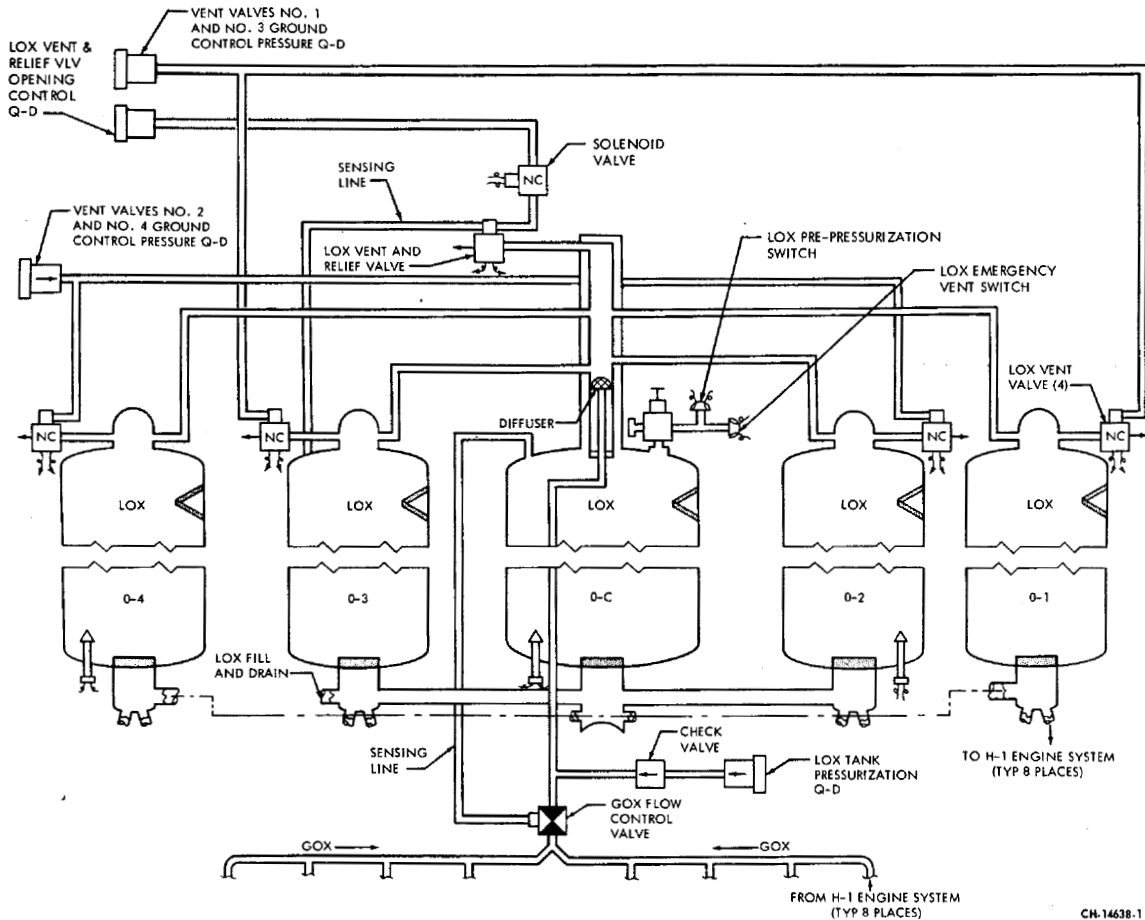 VENT VALVES NO. 1
AND NO. 3 GROUND
CONTROL PRESSURE Q-D
LOX VENT &
RELIEF VLV
OPENING
CONTROL
Q-D
SOLENOID
VALVE
NC
SENSING
LINE
VENT VALVES NO. 2
AND NO. 4 GROUND
CONTROL PRESSURE Q-D
LOX VENT AND
RELIEF VALVE
LOX PRE-PRESSURIZATION
SWITCH
LOX EMERGENCY
VENT SWITCH
LOX VENT
VALVE (4)
DIFFUSER
NC
NC
NC
NC
LOX
LOX
LOX
LOX
LOX
0-4
0-3
0-C
0-2
0-1
LOX FILL
AND DRAIN
SENSING
LINE
CHECK
VALVE
LOX TANK
PRESSURIZATION
Q-D
TO H-1 ENGINE SYSTEM
(TYP 8 PLACES)
GOX FLOW
CONTROL
VALVE
GOX
GOX
FROM H-1 ENGINE SYSTEM
(TYP 8 PLACES)
CH-14638-1